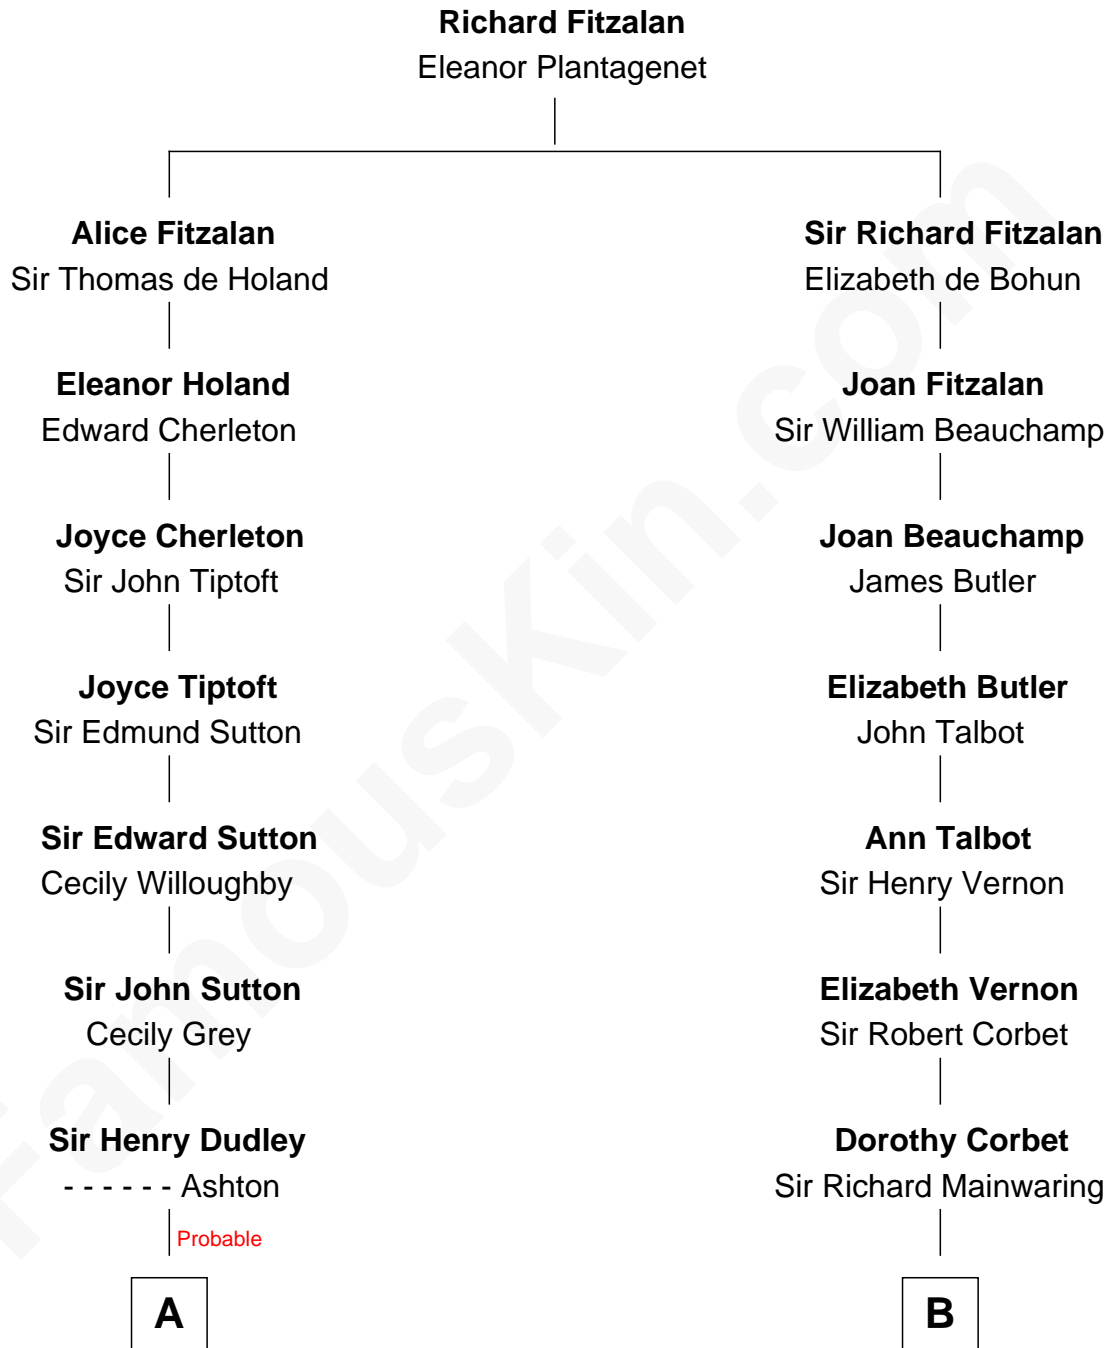 Richard Fitzalan
Eleanor Plantagenet
Alice Fitzalan
Sir Thomas de Holand
Eleanor Holand
Edward Cherleton
Joyce Cherleton
Sir John Tiptoft
Joyce Tiptoft
Sir Edmund Sutton
Sir Edward Sutton
Cecily Willoughby
Sir John Sutton
Cecily Grey
Sir Henry Dudley
- - - - - - Ashton
Probable
A
Sir Richard Fitzalan
Elizabeth de Bohun
Joan Fitzalan
Sir William Beauchamp
Joan Beauchamp
James Butler
Elizabeth Butler
John Talbot
Ann Talbot
Sir Henry Vernon
Elizabeth Vernon
Sir Robert Corbet
Dorothy Corbet
Sir Richard Mainwaring
B
FamousKin.com